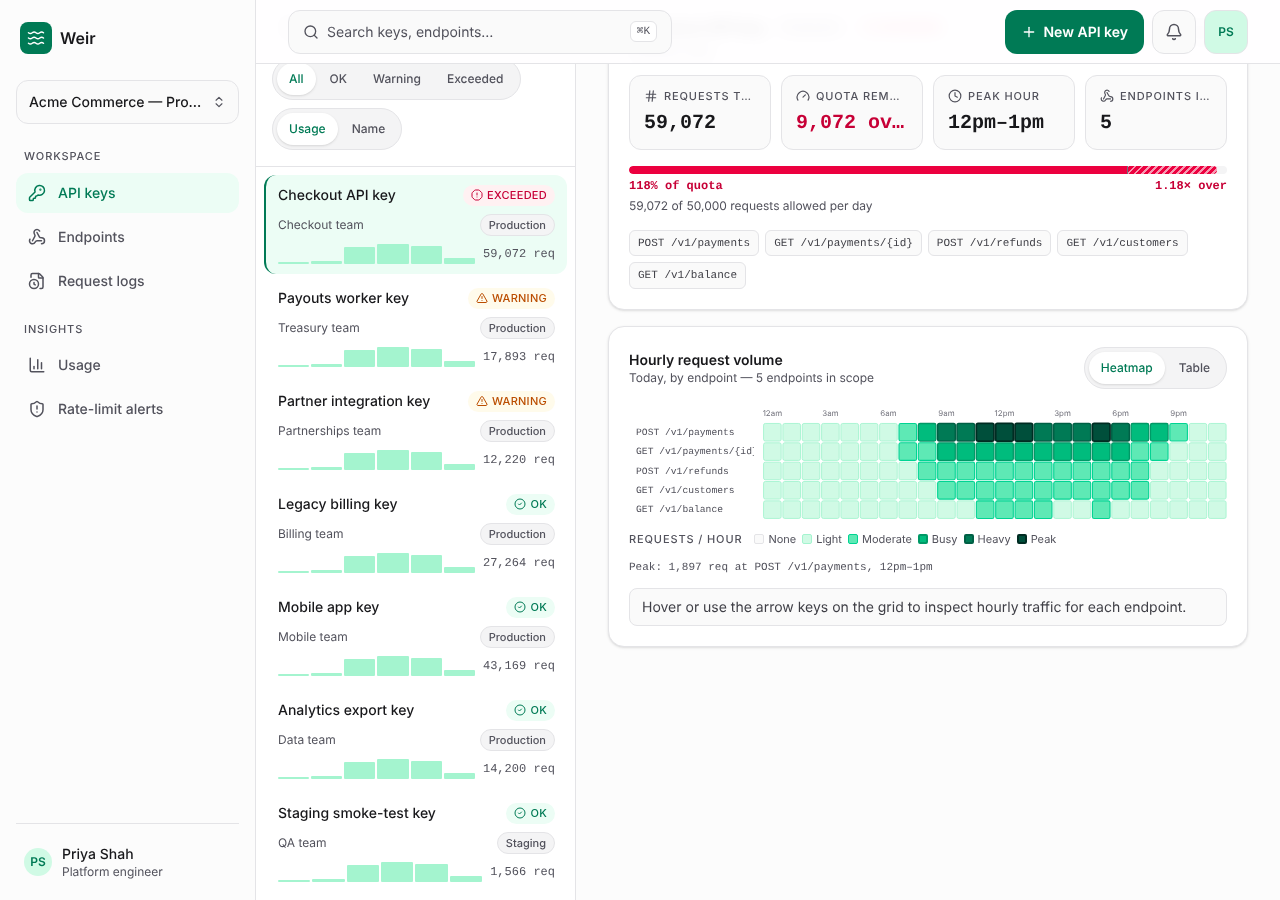 Weir
Search keys, endpoints...
⌘K
New API key
PS
Acme Commerce — Pro...
WORKSPACE
API keys
Endpoints
Request logs
INSIGHTS
Usage
Rate-limit alerts
PS
Priya Shah
Platform engineer
All
OK
Warning
Exceeded
Usage
Name
Checkout API key
EXCEEDED
Checkout team
Production
59,072 req
Payouts worker key
WARNING
Treasury team
Production
17,893 req
Partner integration key
WARNING
Partnerships team
Production
12,220 req
Legacy billing key
OK
Billing team
Production
27,264 req
Mobile app key
OK
Mobile team
Production
43,169 req
Analytics export key
OK
Data team
Production
14,200 req
Staging smoke-test key
OK
QA team
Staging
1,566 req
REQUESTS T...
59,072
QUOTA REM...
9,072 ov...
PEAK HOUR
12pm–1pm
ENDPOINTS I...
5
118% of quota
1.18× over
59,072 of 50,000 requests allowed per day
POST /v1/payments
GET /v1/payments/{id}
POST /v1/refunds
GET /v1/customers
GET /v1/balance
Hourly request volume
Today, by endpoint — 5 endpoints in scope
Heatmap
Table
12am 3am 6am 9am 12pm 3pm 6pm 9pm
POST /v1/payments
GET /v1/payments/{id}
POST /v1/refunds
GET /v1/customers
GET /v1/balance
REQUESTS / HOUR None Light Moderate Busy Heavy Peak
Peak: 1,897 req at POST /v1/payments, 12pm–1pm
Hover or use the arrow keys on the grid to inspect hourly traffic for each endpoint.